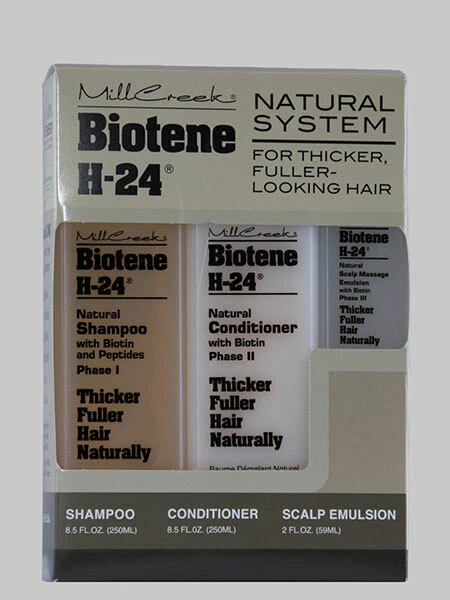 MillCreek®
Biotene
H-24®
NATURAL
SYSTEM
FOR THICKER,
FULLER-
LOOKING HAIR
MillCreek®
Biotene
H-24®
Natural
Shampoo
with Biotin
and Peptides
Phase I
Thicker
Fuller
Hair
Naturally
MillCreek®
Biotene
H-24®
Natural
Conditioner
with Biotin
Phase II
Thicker
Fuller
Hair
Naturally
Baume Démêlant Naturel
Biotene
H-24®
Natural
Scalp Massage
Emulsion
with Biotin
Phase III
Thicker
Fuller
Hair
Naturally
SHAMPOO
8.5 FL.OZ. (250ML)
CONDITIONER
8.5 FL.OZ. (250ML)
SCALP EMULSION
2 FL.OZ. (59ML)